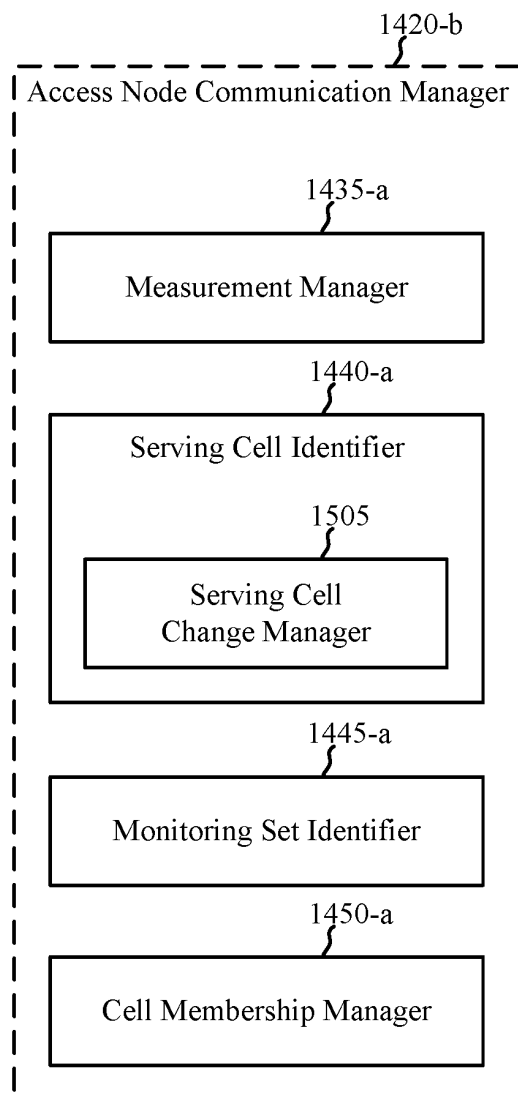 1420-b
Access Node Communication Manager
1435-a
Measurement Manager
1440-a
Serving Cell Identifier
1505
Serving Cell
Change Manager
1445-a
Monitoring Set Identifier
1450-a
Cell Membership Manager